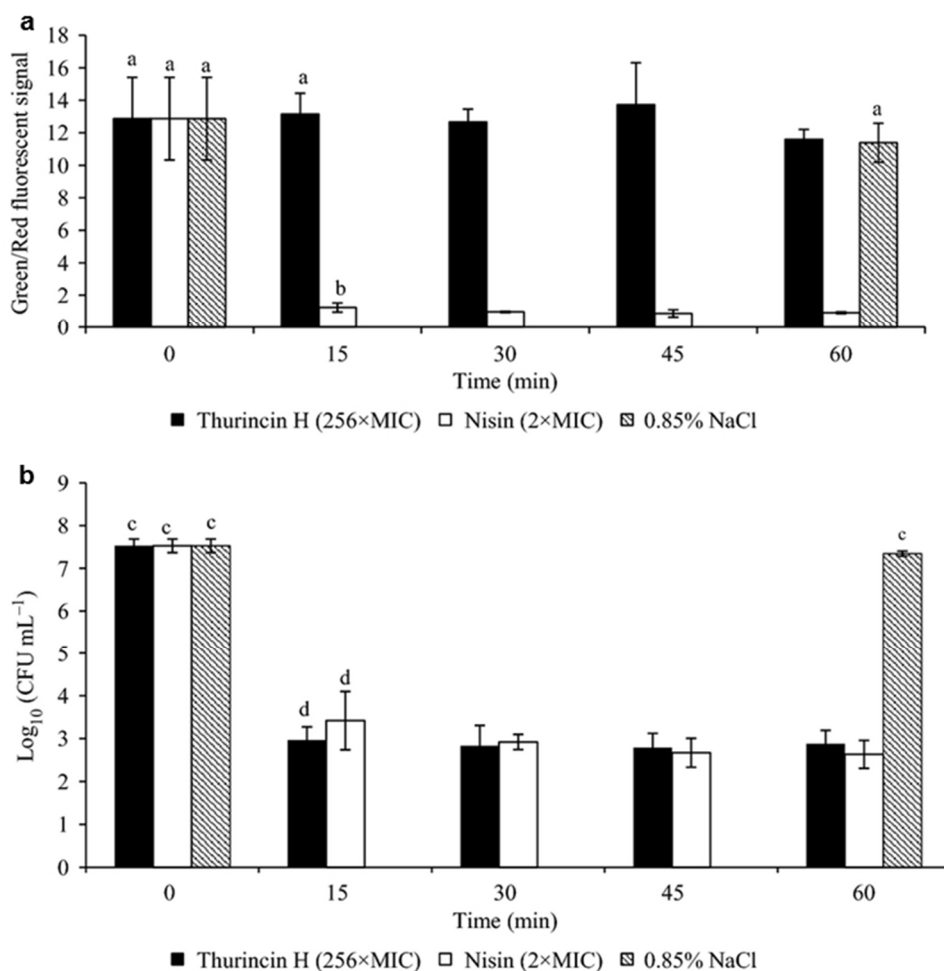 a
Green/Red fluorescent signal
18
16
14
12
10
8
6
4
2
0
a a a a b a
0 15 30 45 60
Time (min)
Thurincin H (256×MIC) Nisin (2×MIC) 0.85% NaCl
b
Log₁₀ (CFU mL⁻¹)
9
8
7
6
5
4
3
2
1
0
c c c d d c
0 15 30 45 60
Time (min)
Thurincin H (256×MIC) Nisin (2×MIC) 0.85% NaCl